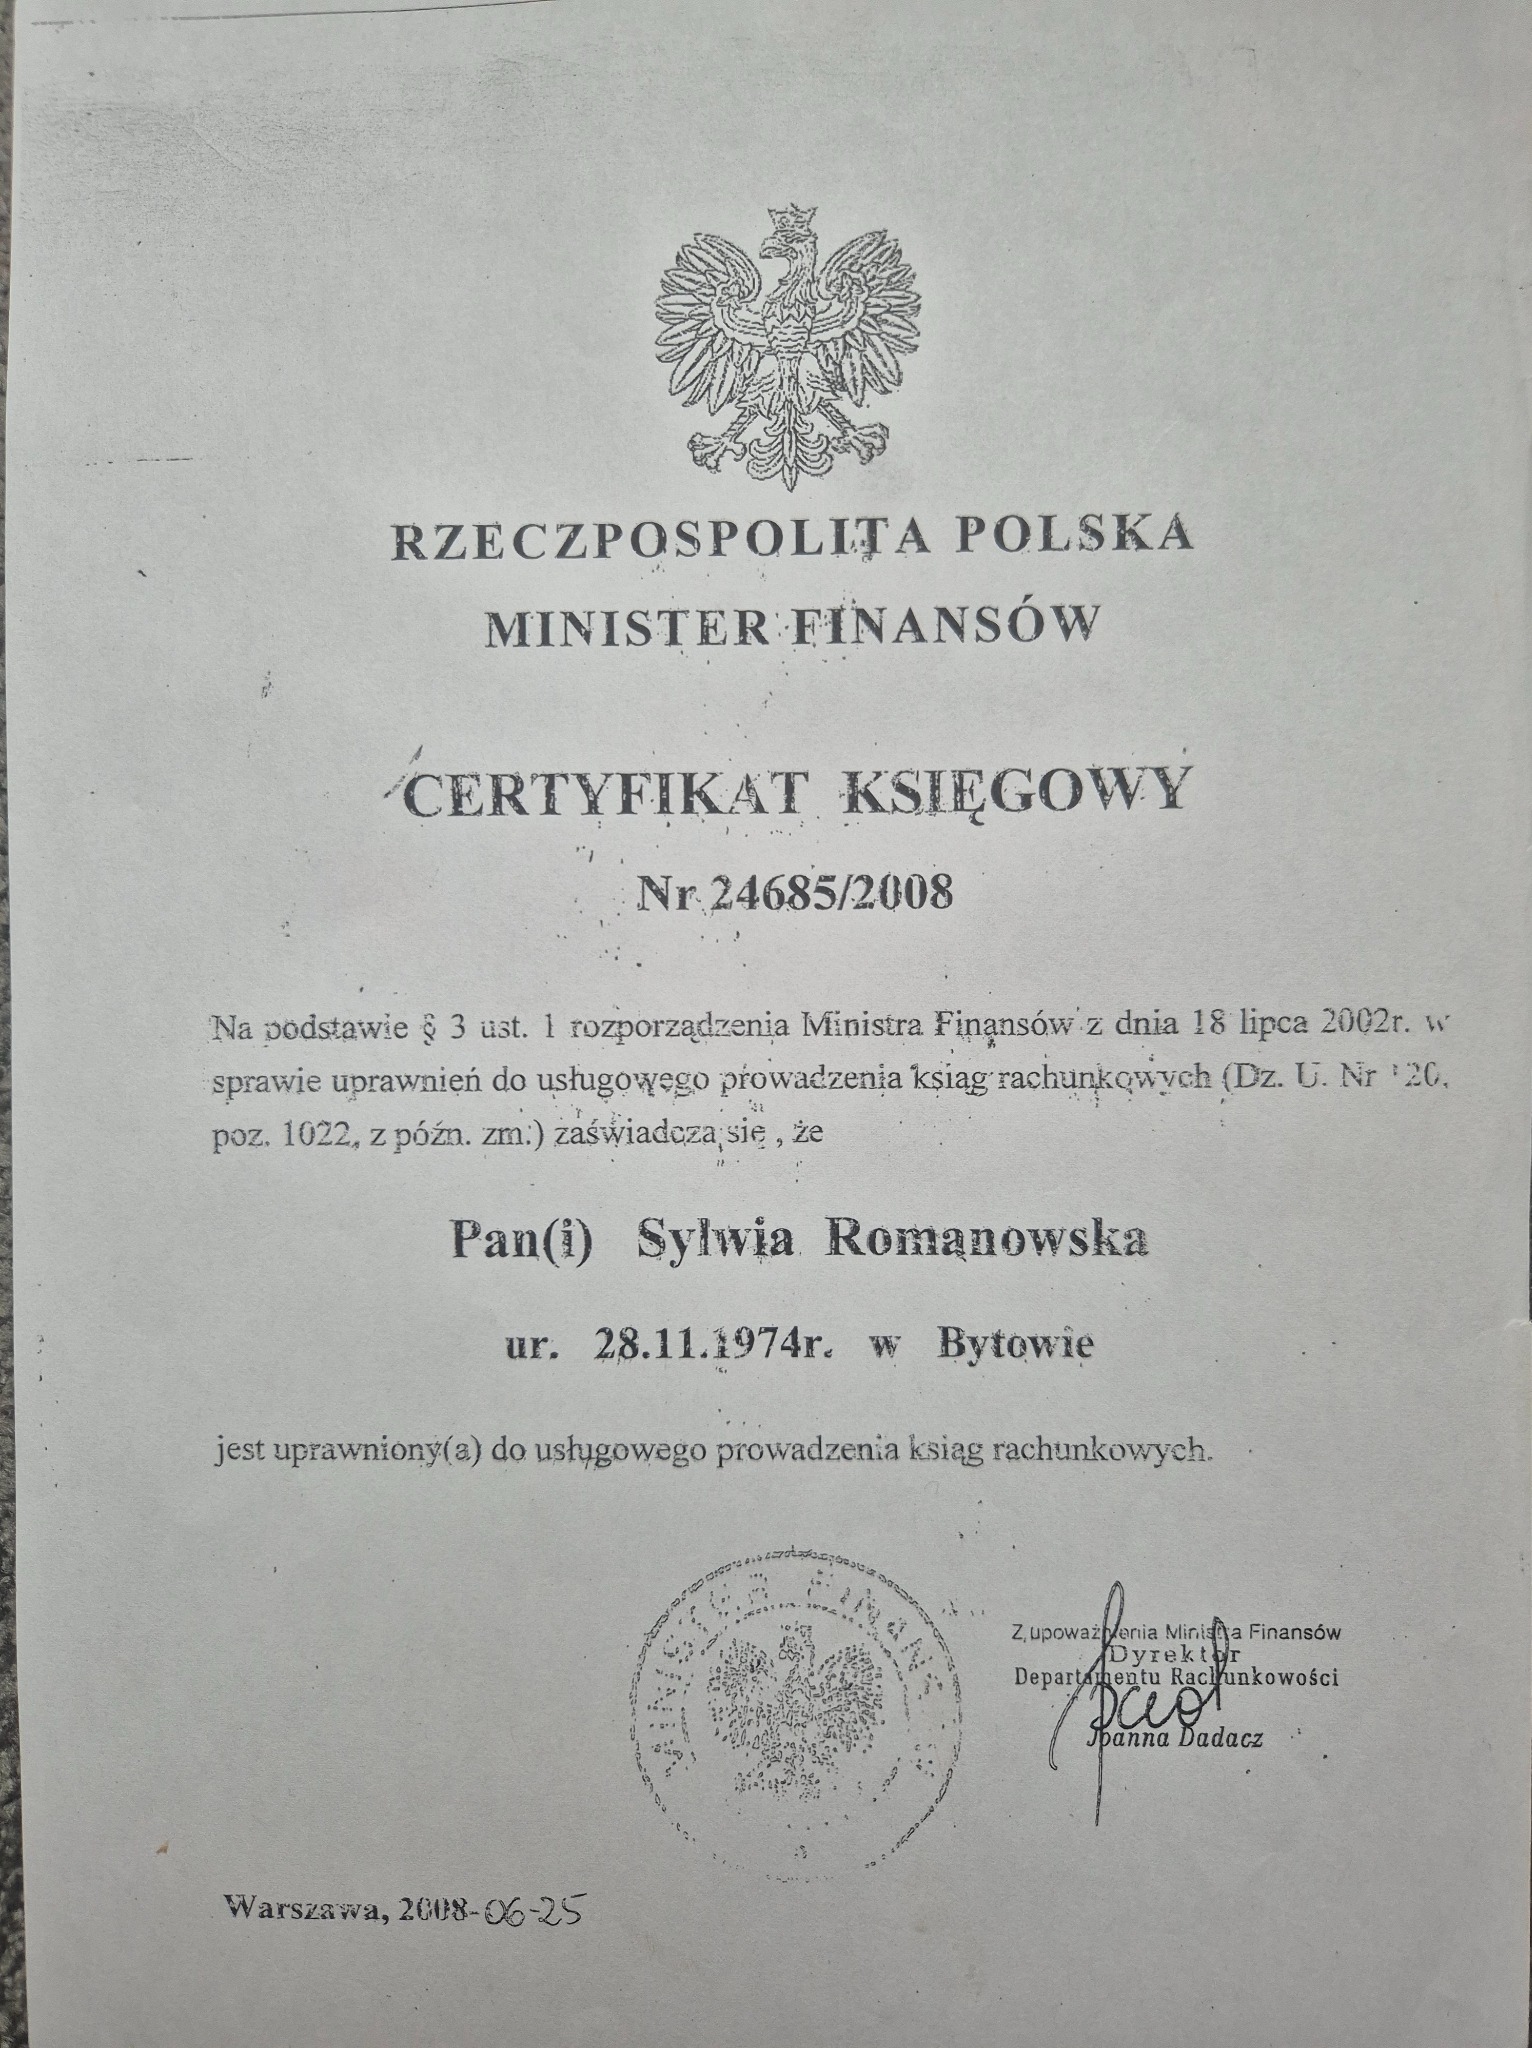 RZECZPOSPOLITA POLSKA
MINISTER FINANSÓW
CERTYFIKAT KSIĘGOWY
Nr 24685/2008
Na podstawie § 3 ust. 1 rozporządzenia Ministra Finansów z dnia 18 lipca 2002r. w
sprawie uprawnień do usługowego prowadzenia ksiąg rachunkowych (Dz. U. Nr 120,
poz. 1022, z późn. zm.) zaświadcza się , że
Pan(i) Sylwia Romanowska
ur. 28.11.1974r. w Bytowie
jest uprawniony(a) do usługowego prowadzenia ksiąg rachunkowych.
Z upoważnienia Ministra Finansów
Dyrektor
Departamentu Rachunkowości
Joanna Dadacz
Warszawa, 2008-06-25